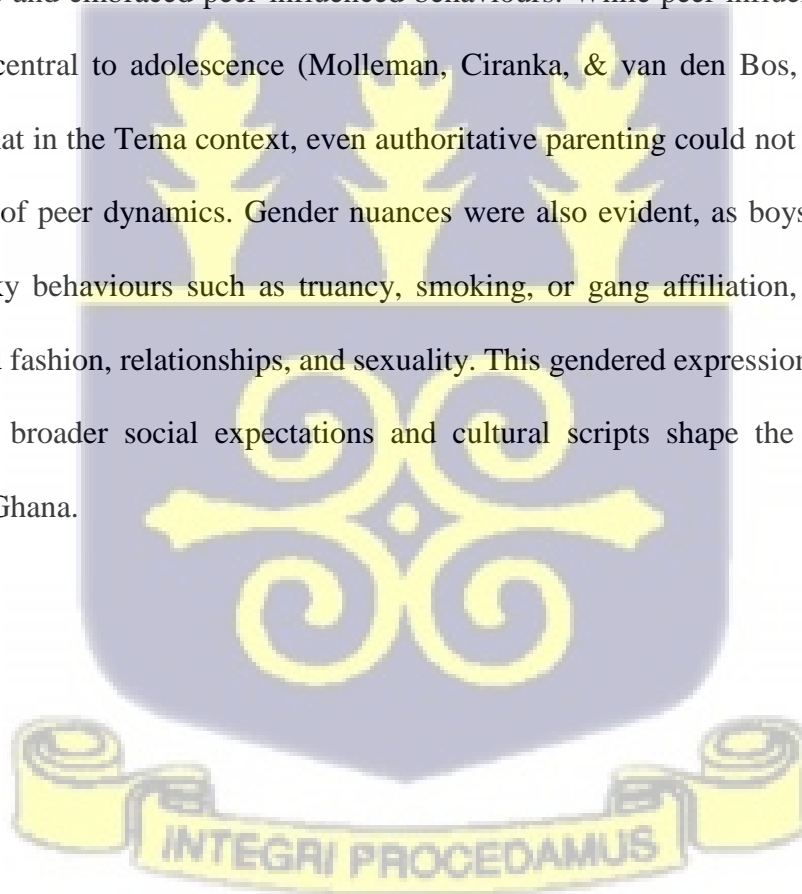 and embraced peer-influenced behaviours. While peer influen
central to adolescence (Molleman, Ciranka, & van den Bos,
at in the Tema context, even authoritative parenting could not
of peer dynamics. Gender nuances were also evident, as boys
ky behaviours such as truancy, smoking, or gang affiliation,
fashion, relationships, and sexuality. This gendered expression
broader social expectations and cultural scripts shape the
Ghana.
INTEGRI PROCEDAMUS